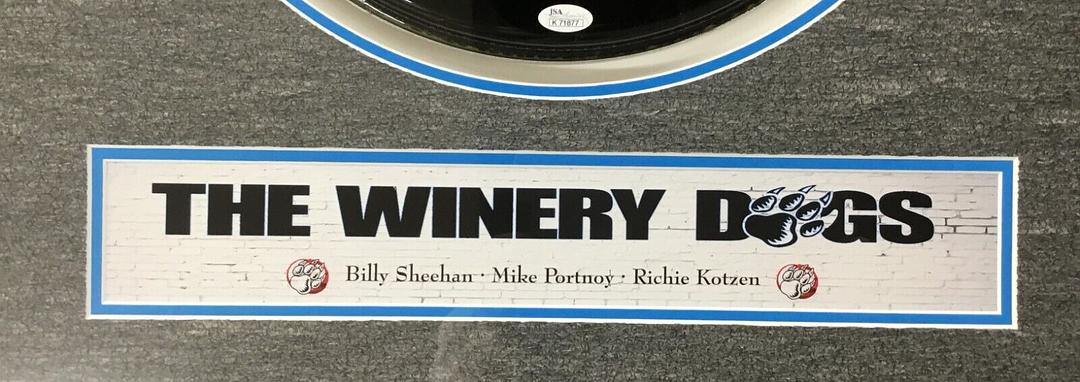 JSA
K 71877
THE WINERY DOGS
Billy Sheehan · Mike Portnoy · Richie Kotzen